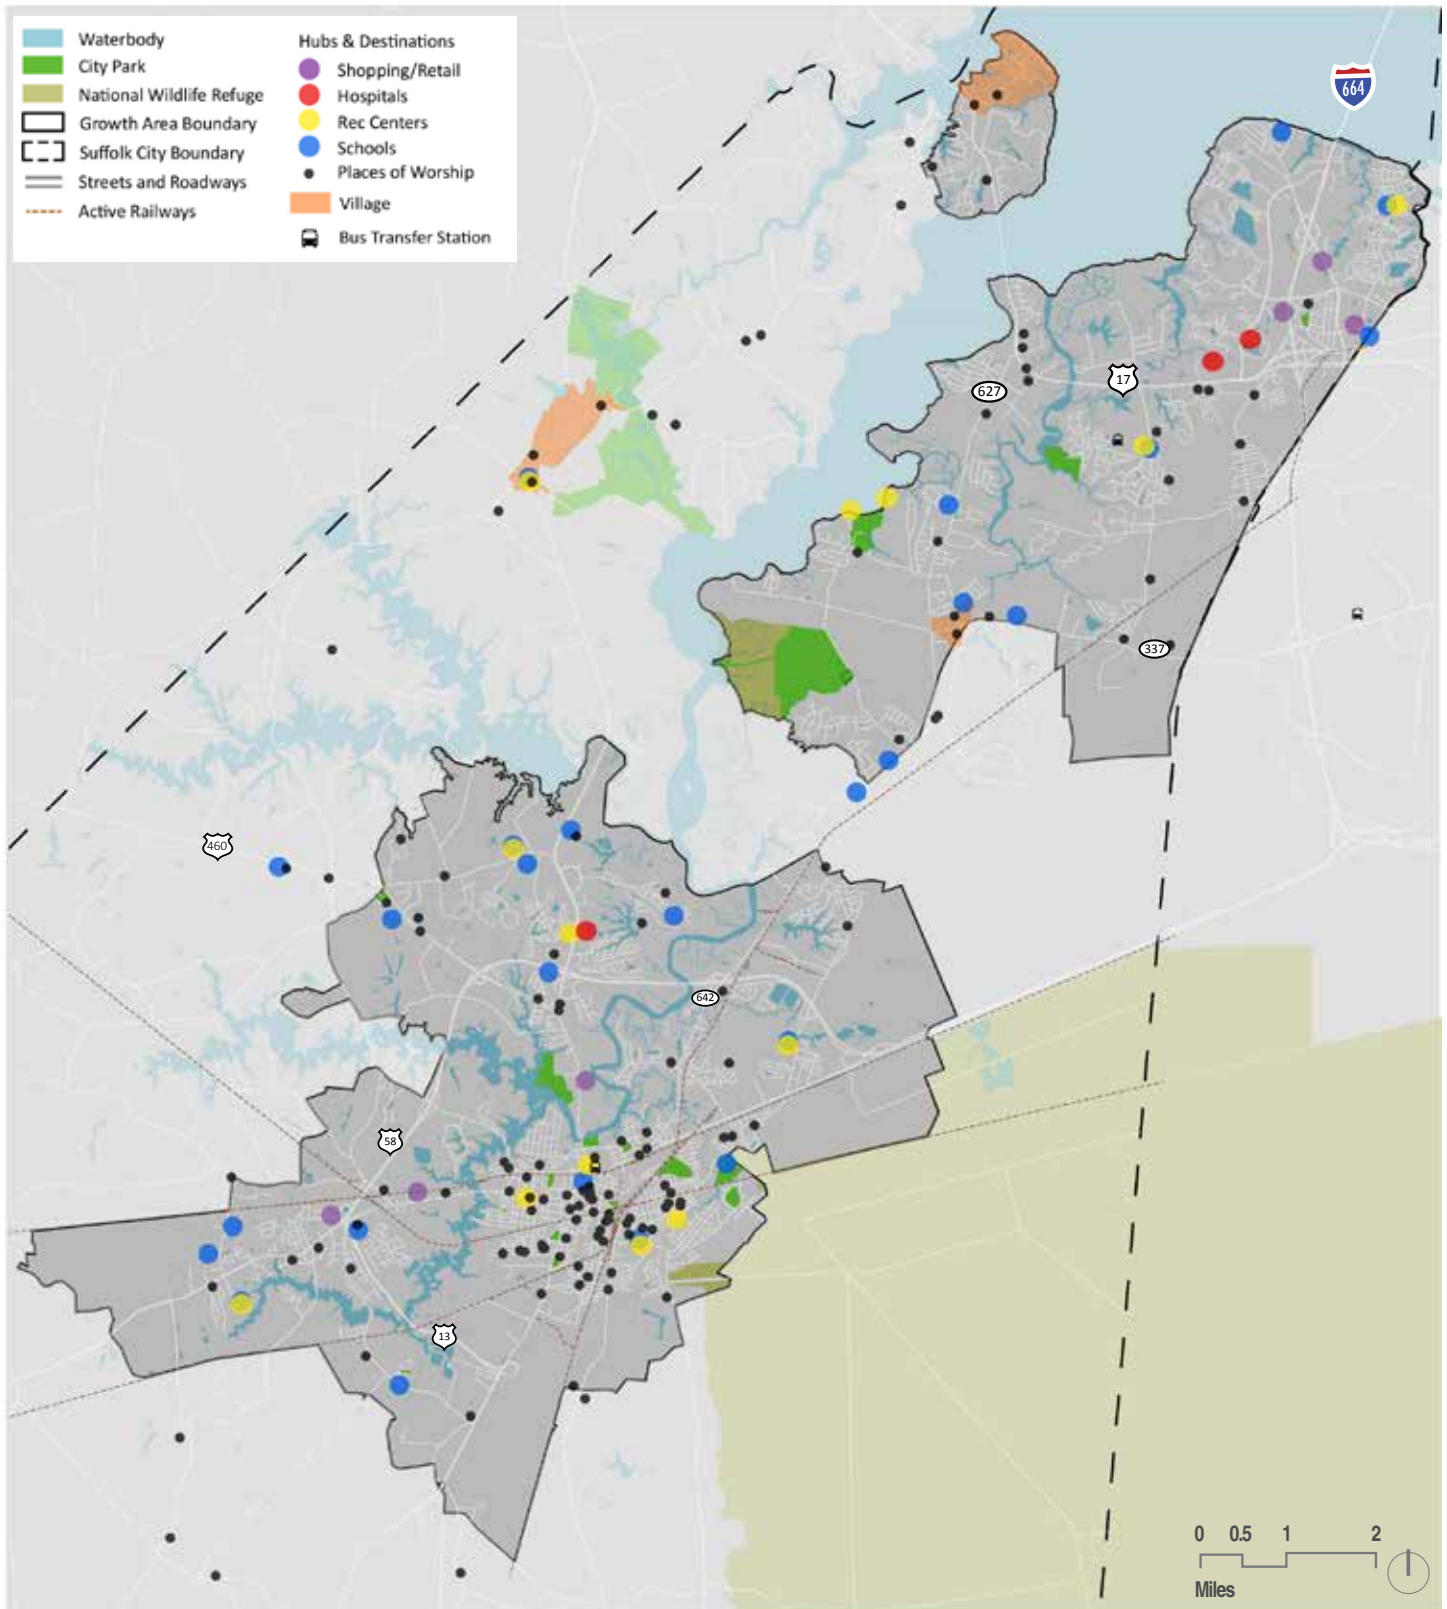 Waterbody
City Park
National Wildlife Refuge
Growth Area Boundary
Suffolk City Boundary
Streets and Roadways
Active Railways
Hubs & Destinations
Shopping/Retail
Hospitals
Rec Centers
Schools
Places of Worship
Village
Bus Transfer Station
664
17
627
337
460
642
58
13
0 0.5 1 2
Miles